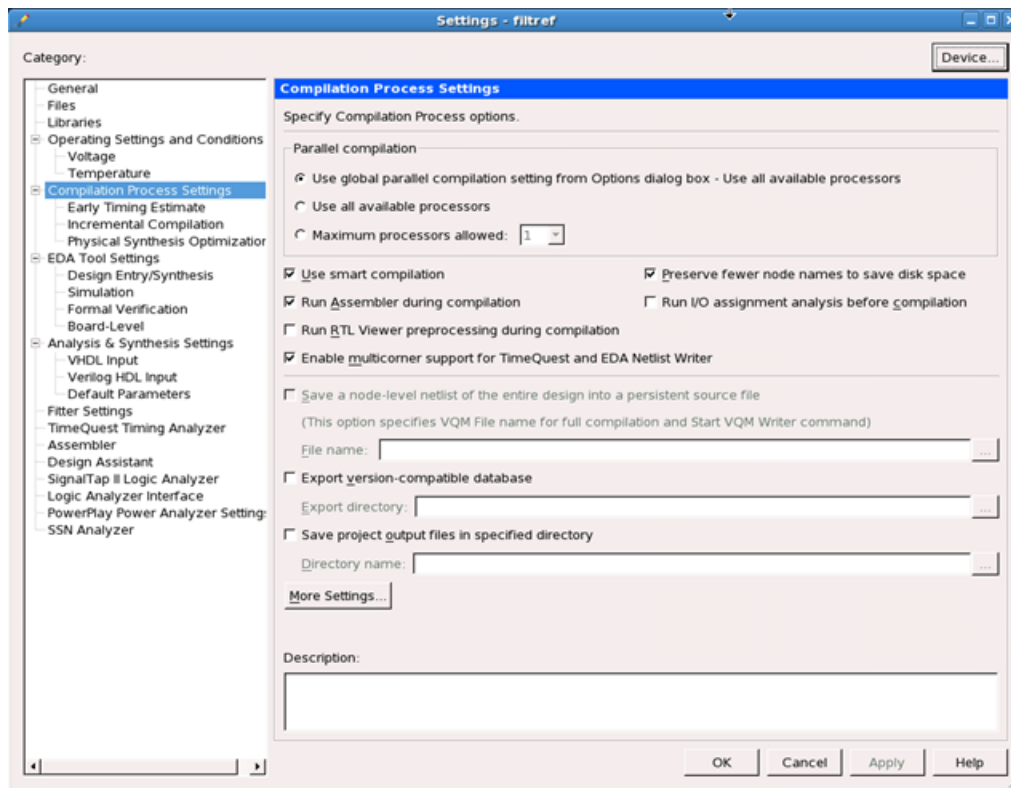 Settings - filtref
Category:
Device...
General
Files
Libraries
Operating Settings and Conditions
Voltage
Temperature
Compilation Process Settings
Early Timing Estimate
Incremental Compilation
Physical Synthesis Optimization
EDA Tool Settings
Design Entry/Synthesis
Simulation
Formal Verification
Board-Level
Analysis & Synthesis Settings
VHDL Input
Verilog HDL Input
Default Parameters
Fitter Settings
TimeQuest Timing Analyzer
Assembler
Design Assistant
SignalTap II Logic Analyzer
Logic Analyzer Interface
PowerPlay Power Analyzer Settings
SSN Analyzer
Compilation Process Settings
Specify Compilation Process options.
Parallel compilation
Use global parallel compilation setting from Options dialog box - Use all available processors
Use all available processors
Maximum processors allowed: 1
Use smart compilation
Preserve fewer node names to save disk space
Run Assembler during compilation
Run I/O assignment analysis before compilation
Run RTL Viewer preprocessing during compilation
Enable multicorner support for TimeQuest and EDA Netlist Writer
Save a node-level netlist of the entire design into a persistent source file
(This option specifies VQM File name for full compilation and Start VQM Writer command)
File name: ...
Export version-compatible database
Export directory: ...
Save project output files in specified directory
Directory name: ...
More Settings...
Description:
OK Cancel Apply Help